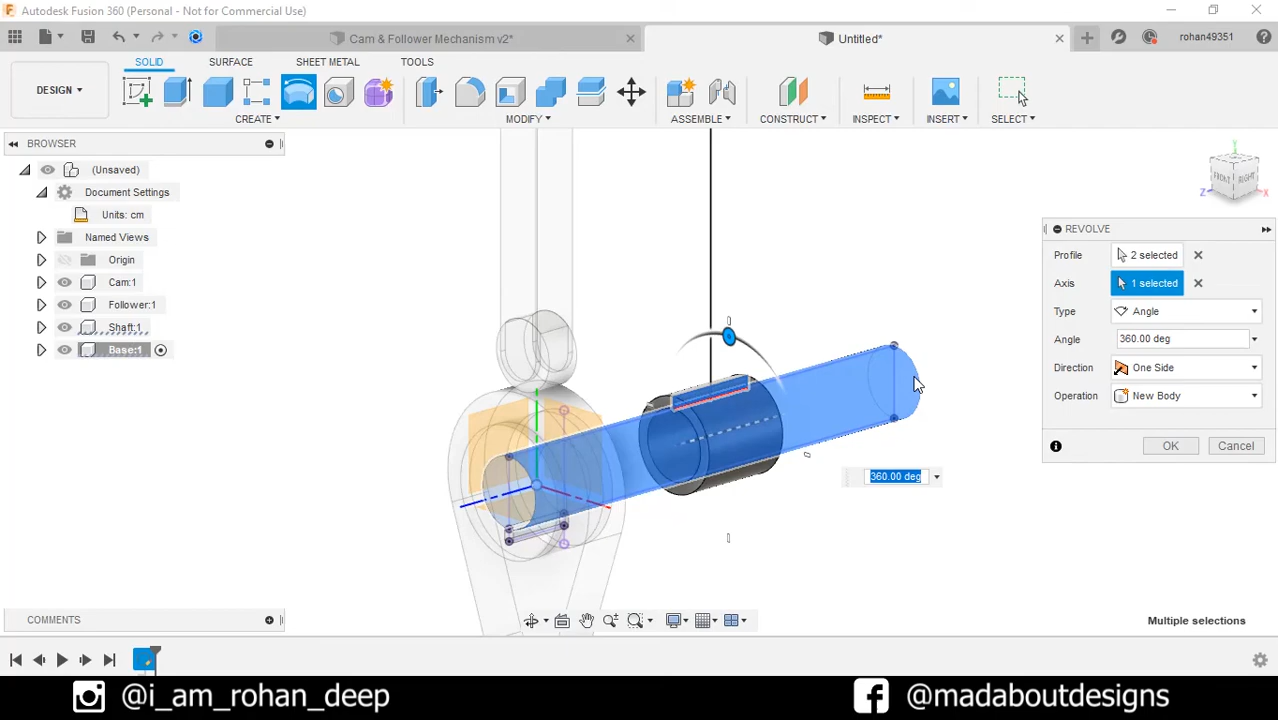 Autodesk Fusion 360 (Personal - Not for Commercial Use)
Cam & Follower Mechanism v2*
Untitled*
rohan49351
SOLID SURFACE SHEET METAL TOOLS
DESIGN
CREATE MODIFY ASSEMBLE CONSTRUCT INSPECT INSERT SELECT
BROWSER
(Unsaved)
Document Settings
Units: cm
Named Views
Origin
Cam:1
Follower:1
Shaft:1
Base:1
Y
FRONT RIGHT
Z X
REVOLVE
Profile 2 selected
Axis 1 selected
Type Angle
Angle 360.00 deg
Direction One Side
Operation New Body
OK Cancel
360.00 deg
COMMENTS
Multiple selections
@i_am_rohan_deep
@madaboutdesigns